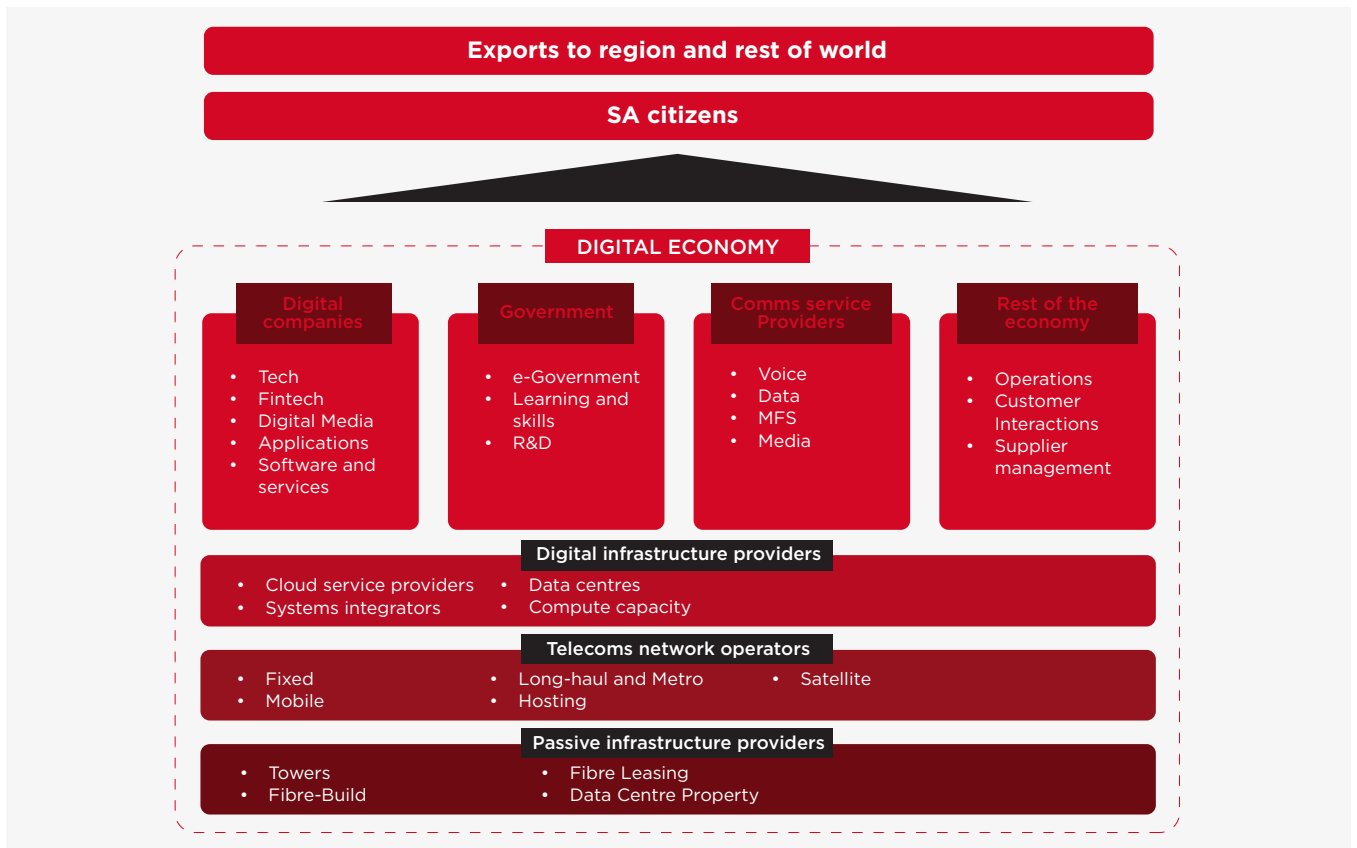 Exports to region and rest of world
SA citizens
DIGITAL ECONOMY
Digital
companies
• Tech
• Fintech
• Digital Media
• Applications
• Software and
services
Government
• e-Government
• Learning and
skills
• R&D
Comms service
Providers
• Voice
• Data
• MFS
• Media
Rest of the
economy
• Operations
• Customer
Interactions
• Supplier
management
Digital infrastructure providers
• Cloud service providers
• Systems integrators
• Data centres
• Compute capacity
Telecoms network operators
• Fixed
• Mobile
• Long-haul and Metro
• Hosting
• Satellite
Passive infrastructure providers
• Towers
• Fibre-Build
• Fibre Leasing
• Data Centre Property